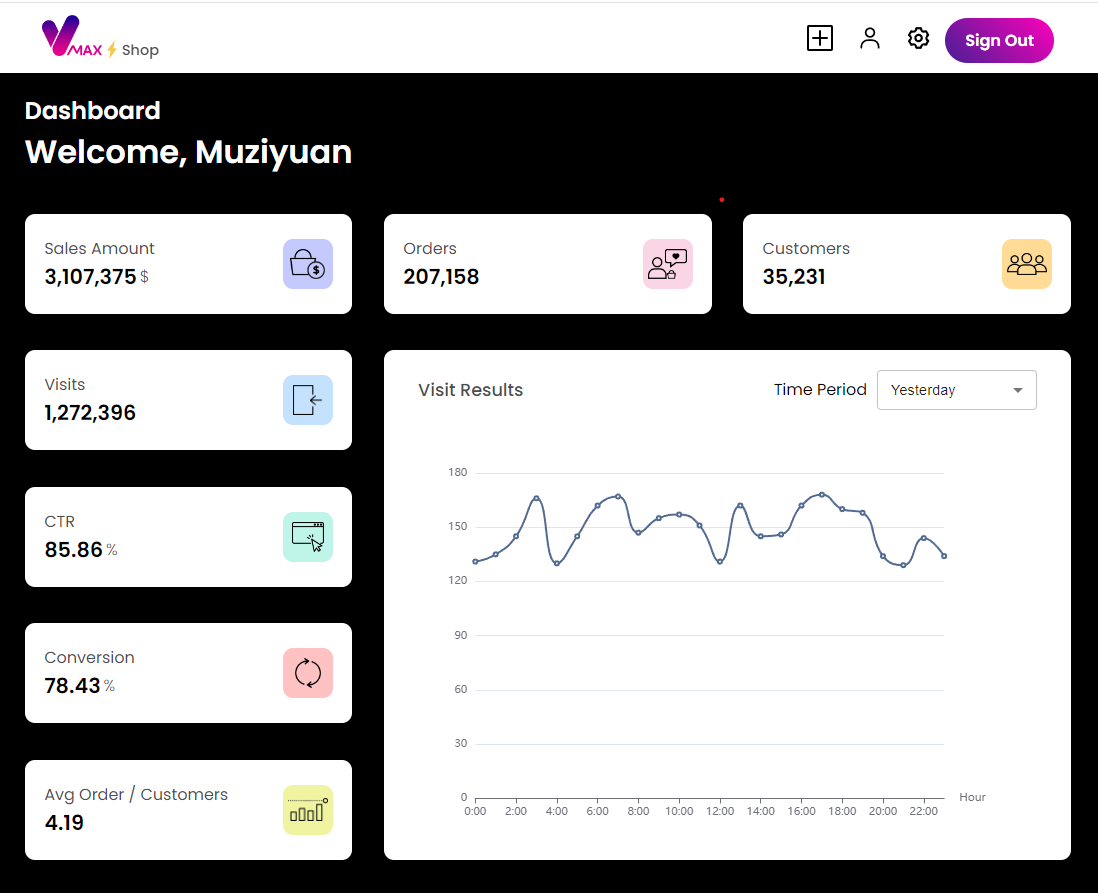 VMAX Shop
Sign Out
Dashboard
Welcome, Muziyuan
Sales Amount
3,107,375 $
Orders
207,158
Customers
35,231
Visits
1,272,396
CTR
85.86 %
Conversion
78.43 %
Avg Order / Customers
4.19
Visit Results
Time Period
Yesterday
180
150
120
90
60
30
0
0:00 2:00 4:00 6:00 8:00 10:00 12:00 14:00 16:00 18:00 20:00 22:00
Hour